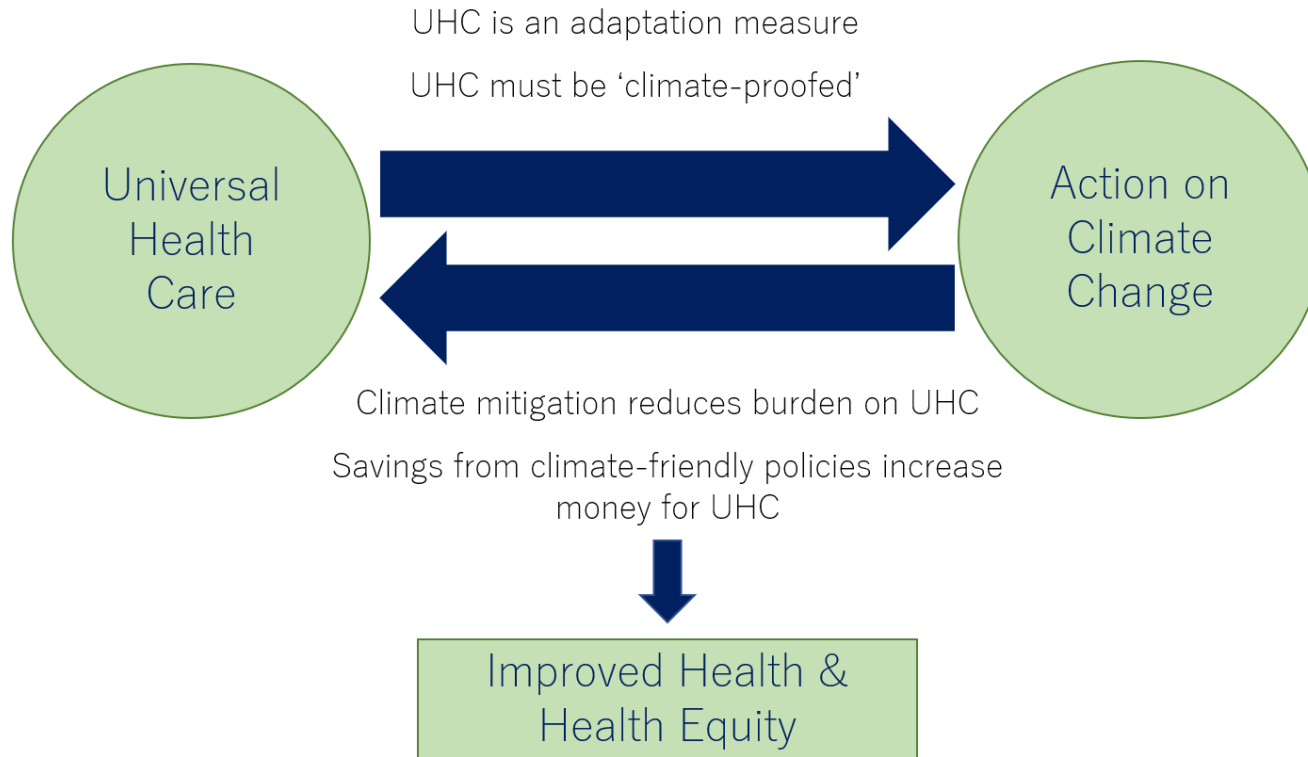 UHC is an adaptation measure
UHC must be ‘climate-proofed’
Universal
Health
Care
Action on
Climate
Change
Climate mitigation reduces burden on UHC
Savings from climate-friendly policies increase
money for UHC
Improved Health &
Health Equity